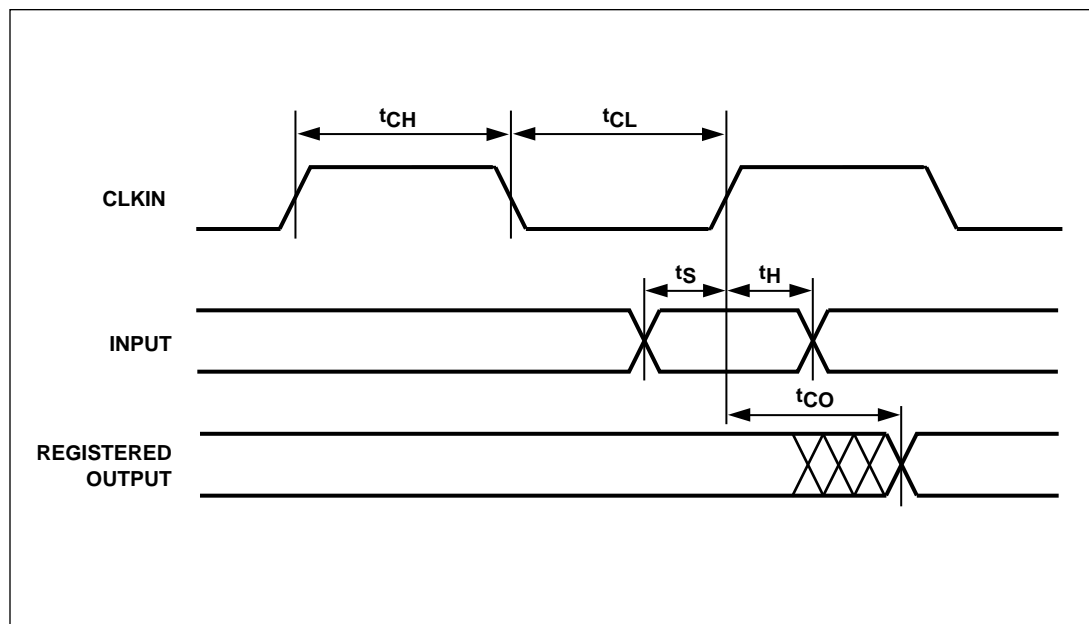 tCH
tCL
CLKIN
tS
tH
INPUT
tCO
REGISTERED
OUTPUT